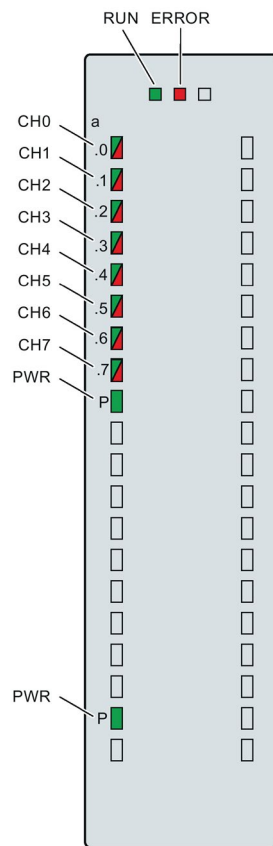 RUN ERROR
a
CH0 .0
CH1 .1
CH2 .2
CH3 .3
CH4 .4
CH5 .5
CH6 .6
CH7 .7
PWR P
PWR P